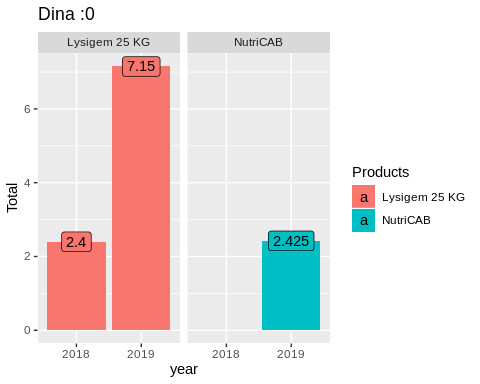 Dina :0
Lysigem 25 KG
NutriCAB
7.15
2.4
2.425
6
4
2
0
Total
2018
2019
2018
2019
year
Products
a Lysigem 25 KG
a NutriCAB